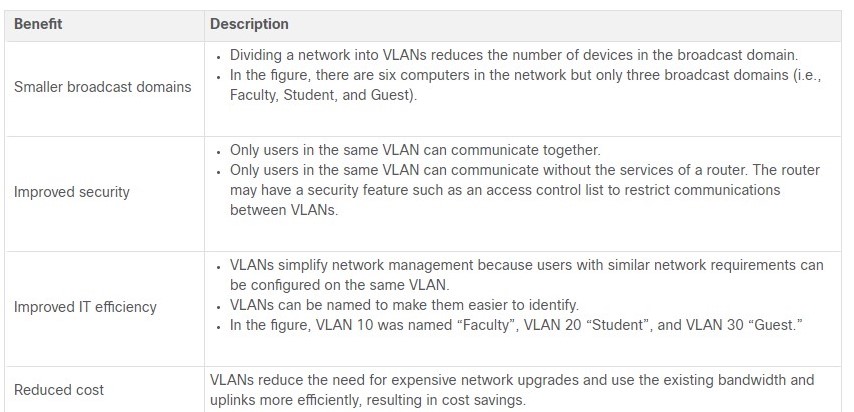 Benefit Description
Smaller broadcast domains
• Dividing a network into VLANs reduces the number of devices in the broadcast domain.
• In the figure, there are six computers in the network but only three broadcast domains (i.e.,
Faculty, Student, and Guest).
Improved security
• Only users in the same VLAN can communicate together.
• Only users in the same VLAN can communicate without the services of a router. The router
may have a security feature such as an access control list to restrict communications
between VLANs.
Improved IT efficiency
• VLANs simplify network management because users with similar network requirements can
be configured on the same VLAN.
• VLANs can be named to make them easier to identify.
• In the figure, VLAN 10 was named “Faculty”, VLAN 20 “Student”, and VLAN 30 “Guest.”
Reduced cost
VLANs reduce the need for expensive network upgrades and use the existing bandwidth and
uplinks more efficiently, resulting in cost savings.